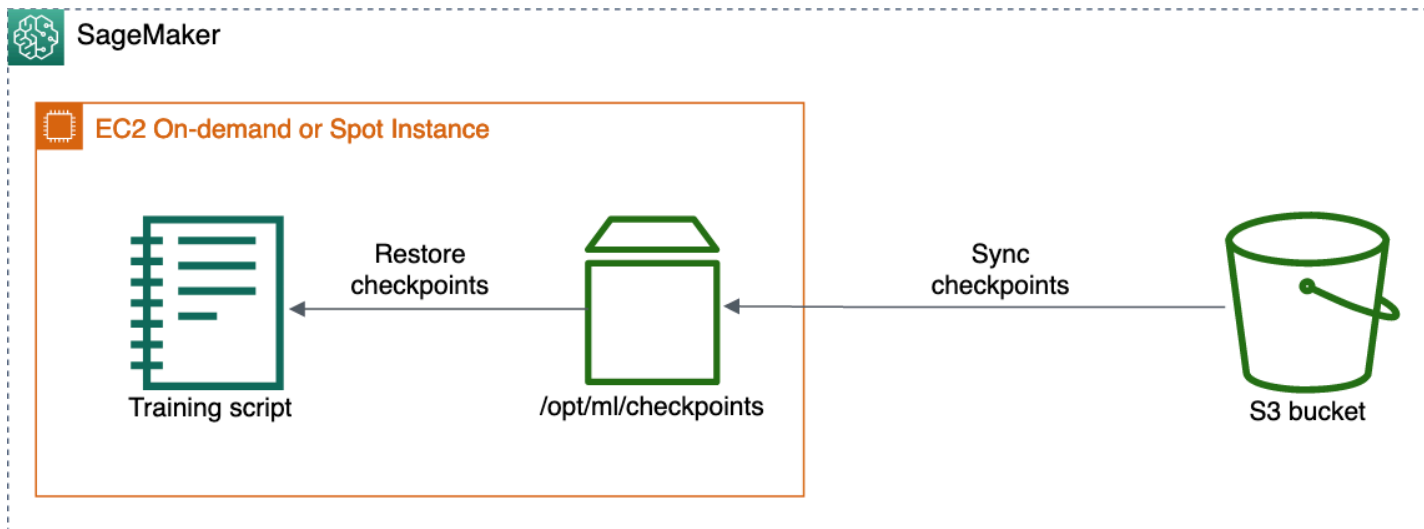 SageMaker
EC2 On-demand or Spot Instance
Restore
checkpoints
Sync
checkpoints
Training script
/opt/ml/checkpoints
S3 bucket